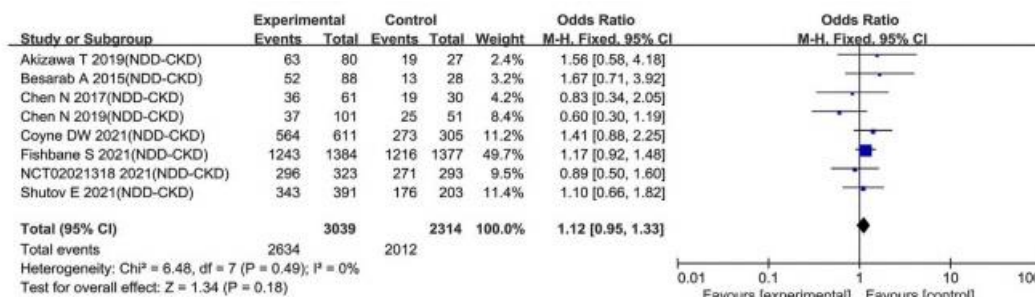 Experimental Control Odds Ratio Odds Ratio
Study or Subgroup Events Total Events Total Weight M-H. Fixed. 95% CI M-H. Fixed. 95% CI
Akizawa T 2019(NDD-CKD) 63 80 19 27 2.4% 1.56 [0.58, 4.18]
Besarab A 2015(NDD-CKD) 52 88 13 28 2.8% 1.67 [0.71, 3.92]
Chen N 2017(NDD-CKD) 36 61 19 30 4.2% 0.83 [0.34, 2.05]
Chen N 2019(NDD-CKD) 37 101 25 51 8.9% 0.60 [0.30, 1.19]
Coyne DW 2021(NDD-CKD) 564 611 273 305 11.2% 1.41 [0.88, 2.25]
Fishbane S 2021(NDD-CKD) 1243 1384 1216 1377 49.7% 1.17 [0.92, 1.48]
NCT02021318 2021(NDD-CKD) 296 323 271 293 9.5% 0.89 [0.50, 1.60]
Shutov E 2021(NDD-CKD) 343 391 176 203 11.4% 1.10 [0.66, 1.82]
Total (95% CI) 3039 2314 100.0% 1.12 [0.95, 1.33]
Total events 2634 2012
Heterogeneity: Chi² = 6.48, df = 7 (P = 0.49); I² = 0%
Test for overall effect: Z = 1.34 (P = 0.18)
0.01 0.1 1 10 100
Favours [experimental] Favours [control]